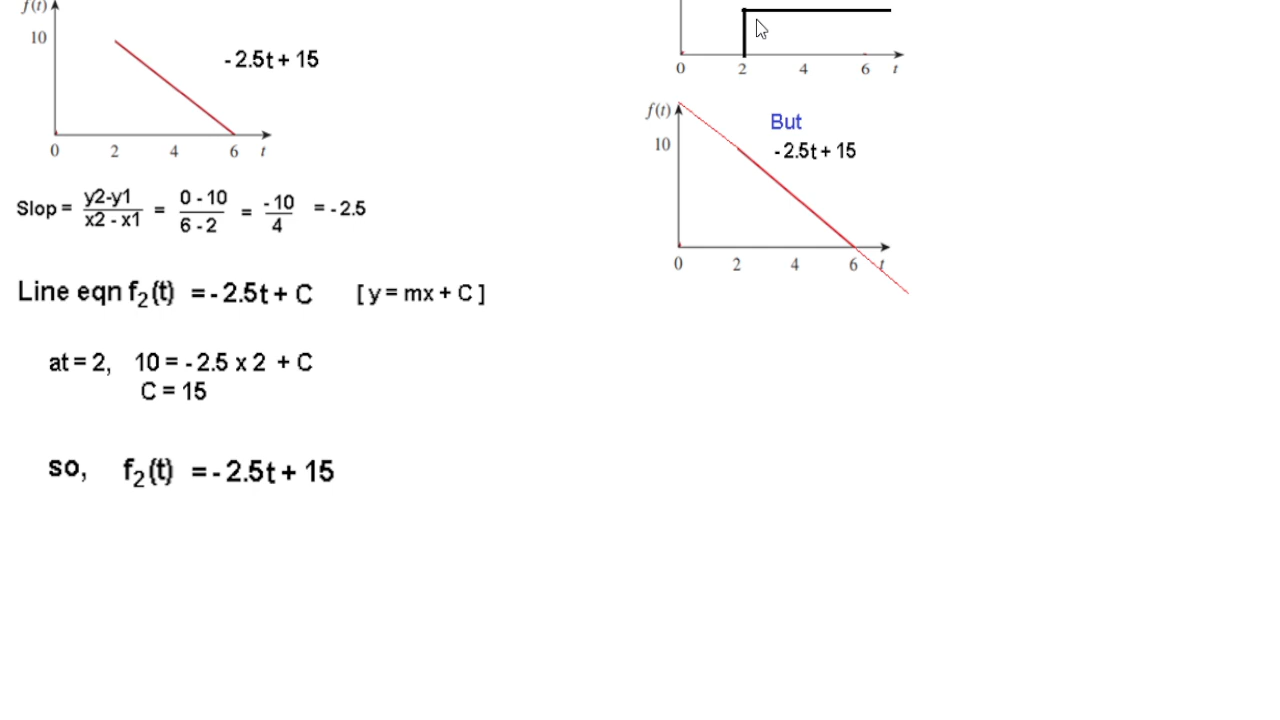 f(t)
10
-2.5t + 15
0 2 4 6 t
Slop = y2-y1 / x2 - x1 = 0 - 10 / 6 - 2 = -10 / 4 = -2.5
Line eqn f2(t) = -2.5t + C [ y = mx + C ]
at = 2, 10 = -2.5 x 2 + C
C = 15
so, f2(t) = -2.5t + 15
0 2 4 6 t
f(t)
But
10
-2.5t + 15
0 2 4 6 t